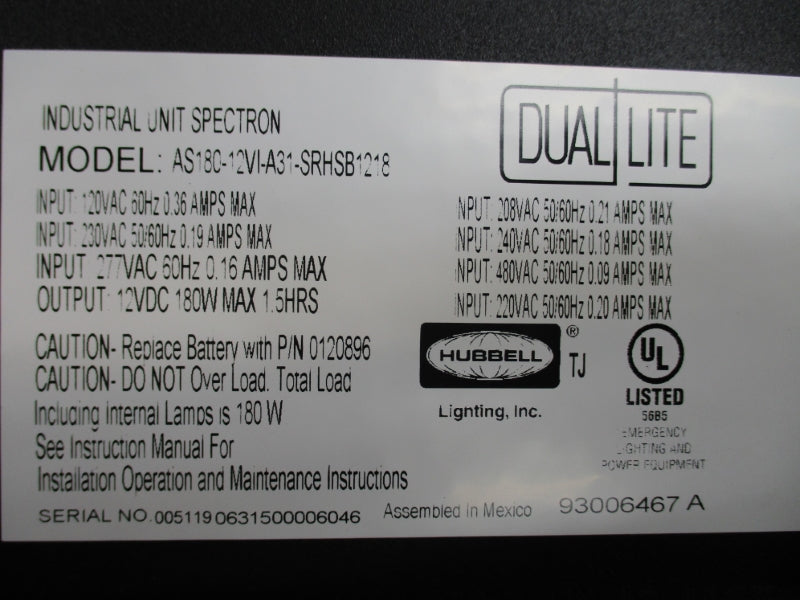 INDUSTRIAL UNIT SPECTRON
MODEL: AS180-12VI-A31-SRHSB1218
INPUT: 120VAC 60Hz 0.36 AMPS MAX
INPUT: 230VAC 50/60Hz 0.19 AMPS MAX
INPUT: 277VAC 60Hz 0.16 AMPS MAX
OUTPUT: 12VDC 180W MAX 1.5HRS
DUAL LITE
INPUT: 208VAC 50/60Hz 0.21 AMPS MAX
INPUT: 240VAC 50/60Hz 0.18 AMPS MAX
INPUT: 480VAC 50/60Hz 0.09 AMPS MAX
INPUT: 220VAC 50/60Hz 0.20 AMPS MAX
CAUTION- Replace Battery with P/N 0120896
CAUTION- DO NOT Over Load. Total Load
Including Internal Lamps is 180 W
See Instruction Manual For
Installation Operation and Maintenance Instructions
HUBBELL ® TJ
Lighting, Inc.
UL
LISTED
56B5
EMERGENCY
LIGHTING AND
POWER EQUIPMENT
SERIAL NO. 005119 0631500006046 Assembled in Mexico 93006467 A